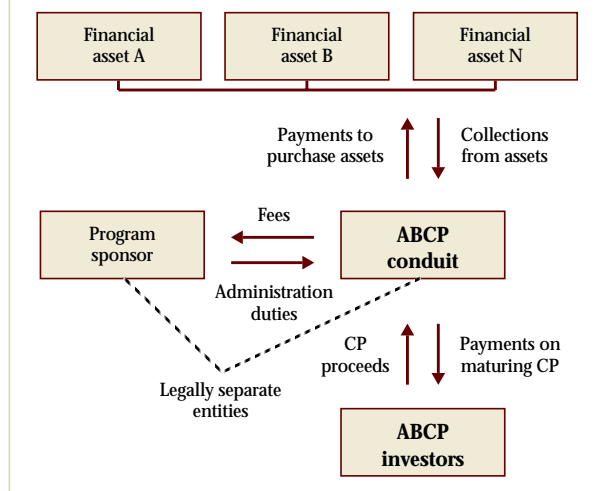 Financial
asset A
Financial
asset B
Financial
asset N
Payments to
purchase assets
Collections
from assets
Program
sponsor
Fees
Administration
duties
ABCP
conduit
Legally separate
entities
CP
proceeds
Payments on
maturing CP
ABCP
investors